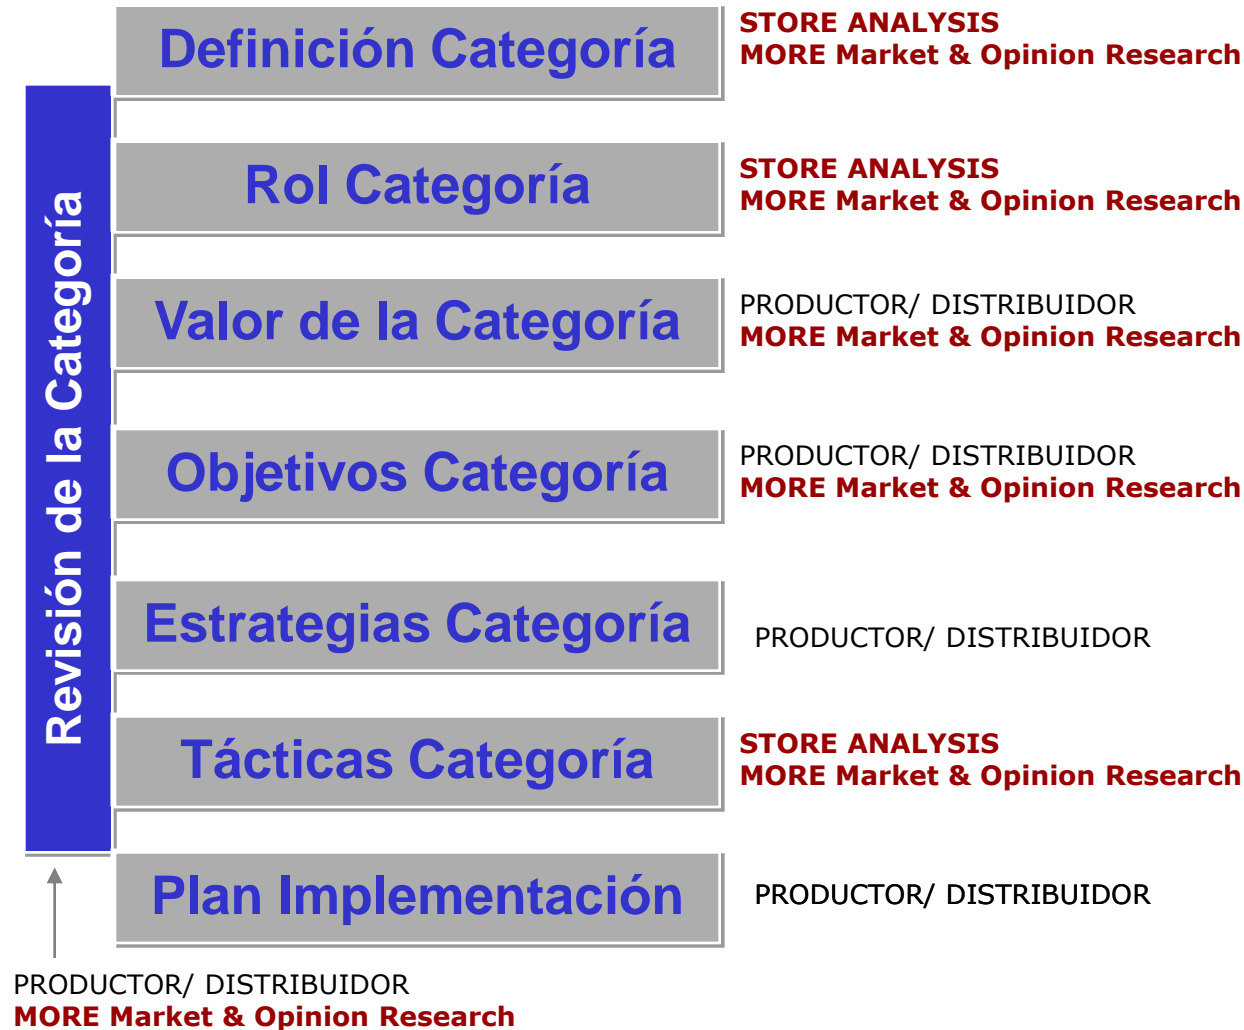 Definición Categoría
STORE ANALYSIS
MORE Market & Opinion Research
Revisión de la Categoría
Rol Categoría
STORE ANALYSIS
MORE Market & Opinion Research
Valor de la Categoría
PRODUCTOR/ DISTRIBUIDOR
MORE Market & Opinion Research
Objetivos Categoría
PRODUCTOR/ DISTRIBUIDOR
MORE Market & Opinion Research
Estrategias Categoría
PRODUCTOR/ DISTRIBUIDOR
Tácticas Categoría
STORE ANALYSIS
MORE Market & Opinion Research
Plan Implementación
PRODUCTOR/ DISTRIBUIDOR
PRODUCTOR/ DISTRIBUIDOR
MORE Market & Opinion Research